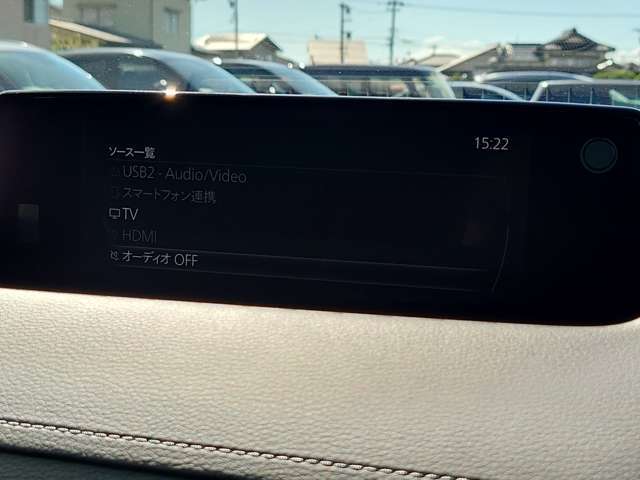 15:22
ソース一覧
USB2 - Audio/Video
スマートフォン連携
TV
HDMI
オーディオ OFF